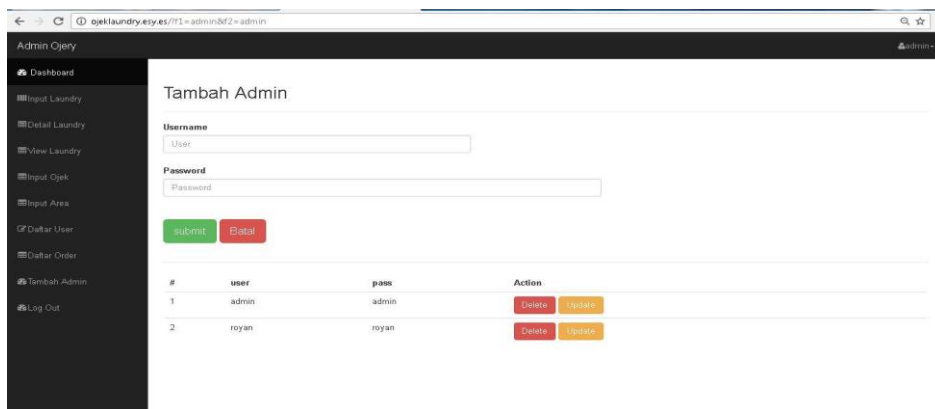 ojeklaundry.esy.es/?f1=admin&f2=admin
Admin Ojery
admin
Dashboard
Input Laundry
Detail Laundry
View Laundry
Input Ojek
Input Area
Daftar User
Daftar Order
Tambah Admin
Log Out
Tambah Admin
Username
User
Password
Password
submit Batal
# user pass Action
1 admin admin Delete Update
2 royan royan Delete Update